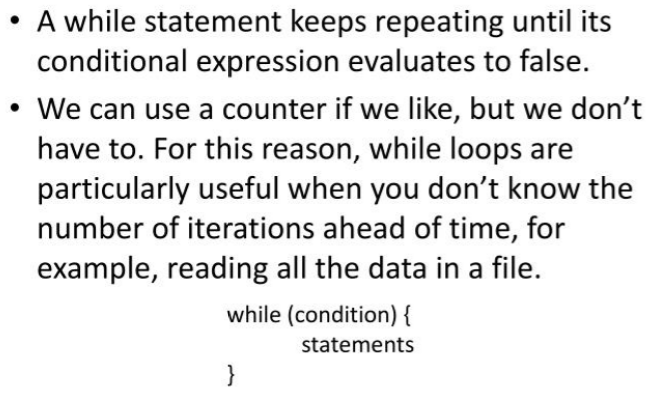 • A while statement keeps repeating until its
conditional expression evaluates to false.
• We can use a counter if we like, but we don’t
have to. For this reason, while loops are
particularly useful when you don’t know the
number of iterations ahead of time, for
example, reading all the data in a file.
while (condition) {
statements
}